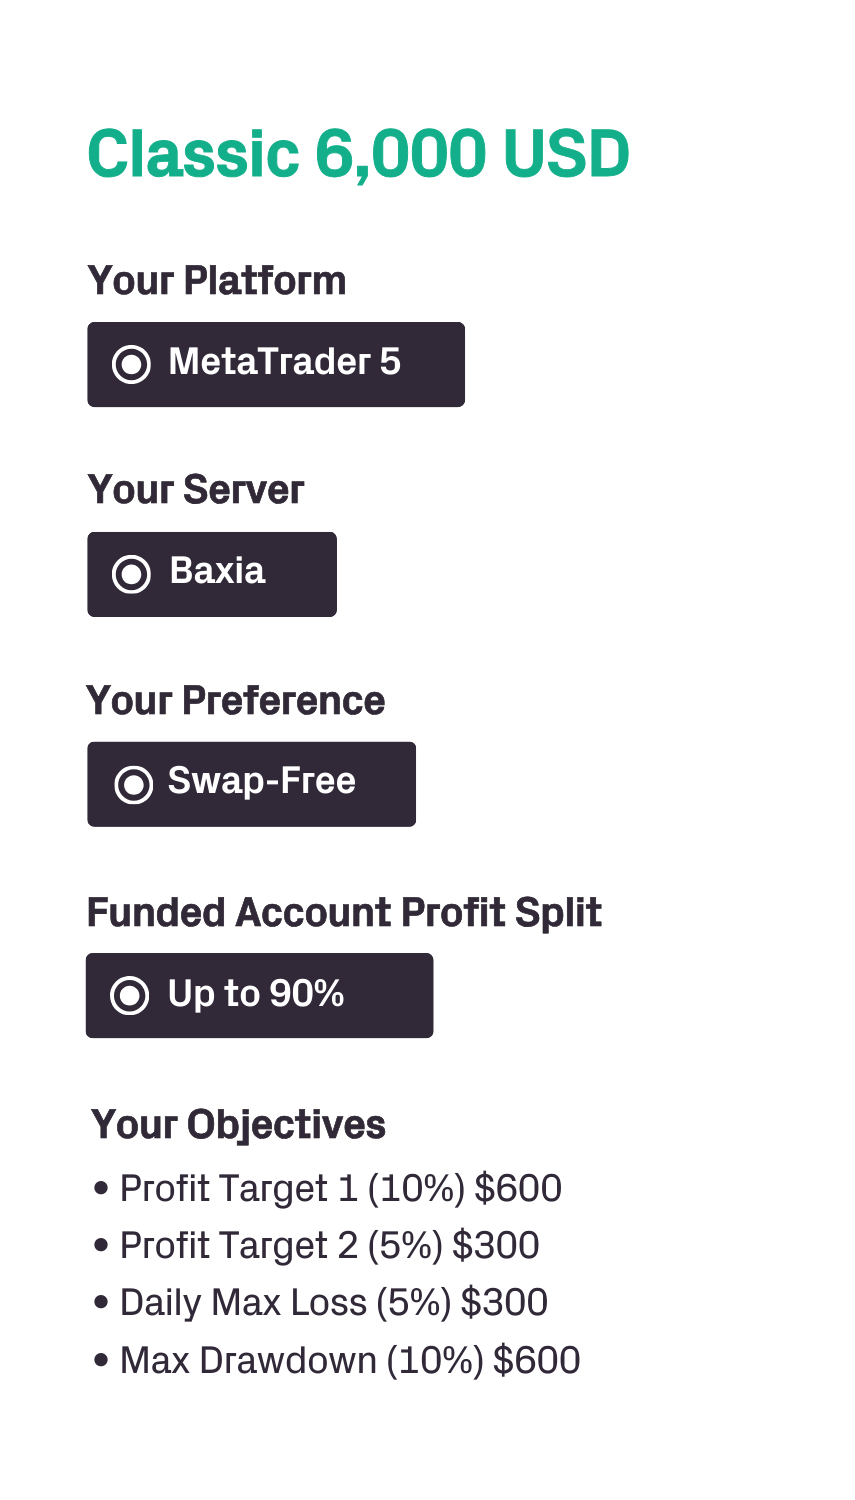 Classic 6,000 USD
Your Platform
MetaTrader 5
Your Server
Baxia
Your Preference
Swap-Free
Funded Account Profit Split
Up to 90%
Your Objectives
• Profit Target 1 (10%) $600
• Profit Target 2 (5%) $300
• Daily Max Loss (5%) $300
• Max Drawdown (10%) $600